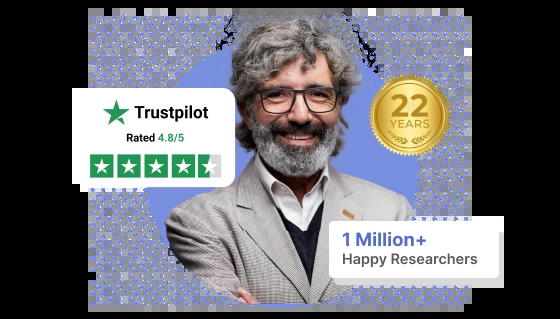 Trustpilot
Rated 4.8/5
22
YEARS
1 Million+
Happy Researchers